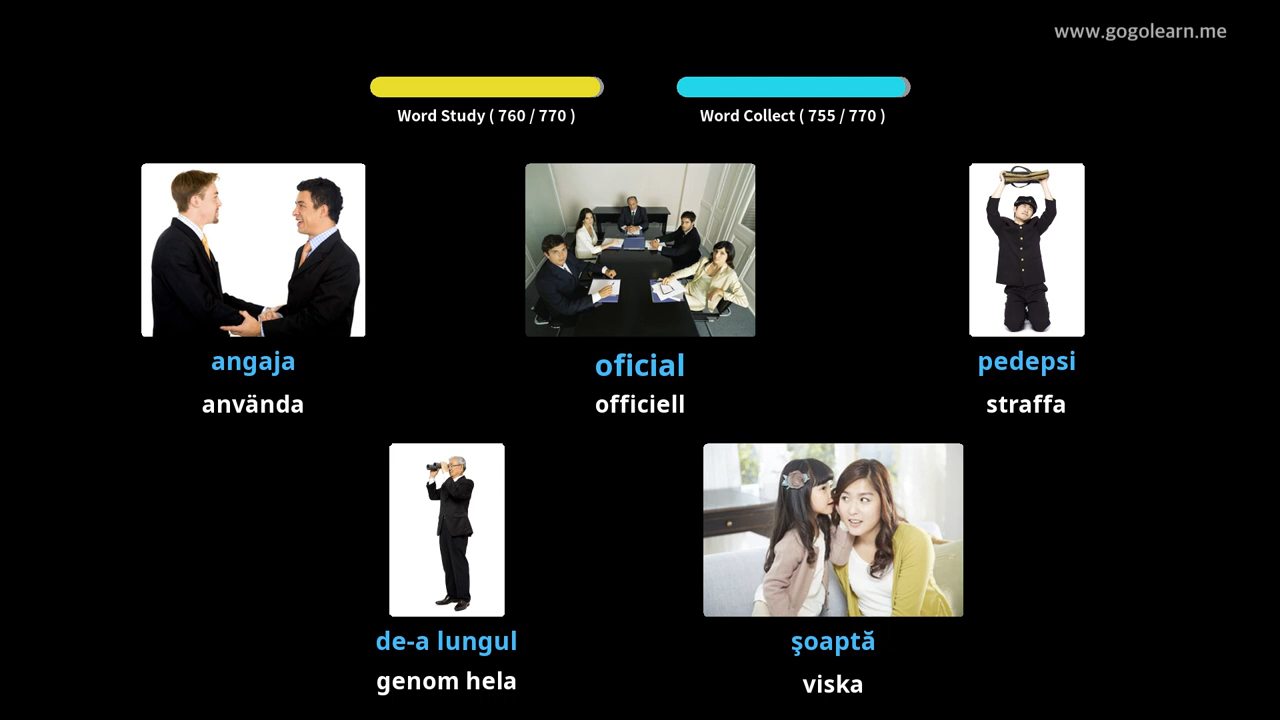 www.gogolearn.me
Word Study ( 760 / 770 )
Word Collect ( 755 / 770 )
angaja
använda
oficial
officiell
pedepsi
straffa
de-a lungul
genom hela
şoaptă
viska